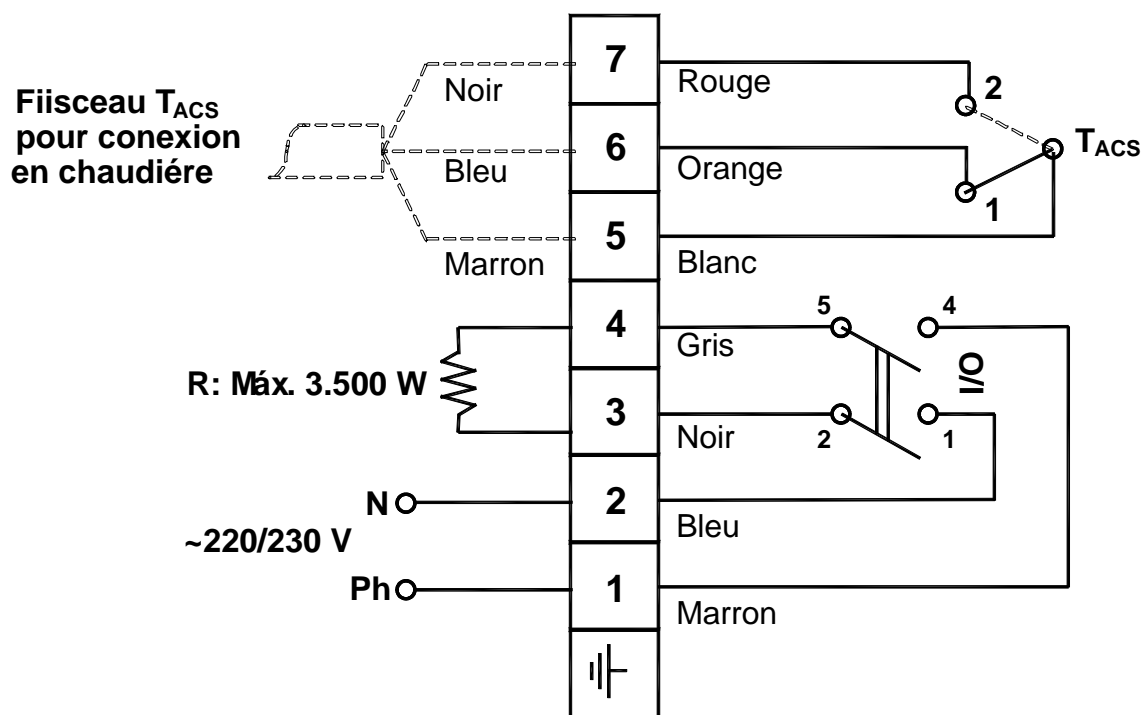 Fiisceau TACS
pour conexion
en chaudiére
Noir
Bleu
Marron
7
6
5
4
3
2
1
Rouge
Orange
Blanc
Gris
Noir
Bleu
Marron
2
1
TACS
5
4
2
1
O/I
R: Máx. 3.500 W
N
~220/230 V
Ph